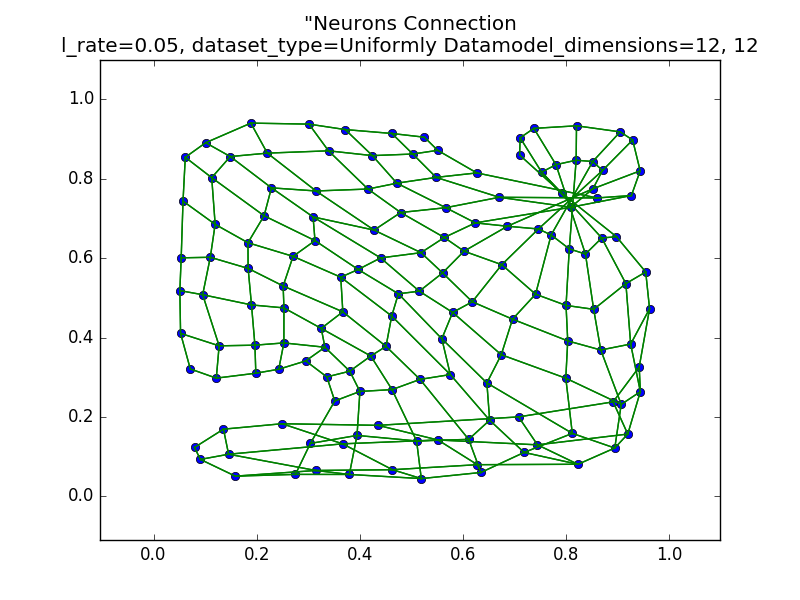 "Neurons Connection
l_rate=0.05, dataset_type=Uniformly Datamodel_dimensions=12, 12
1.0
0.8
0.6
0.4
0.2
0.0
0.0 0.2 0.4 0.6 0.8 1.0